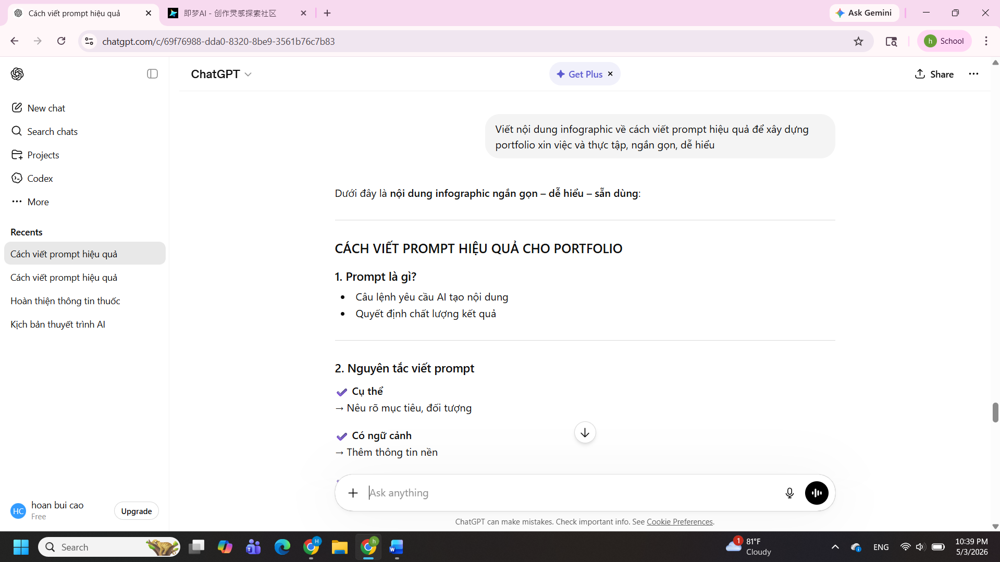 Cách viết prompt hiệu quả
即梦AI - 创作灵感探索社区
Ask Gemini
chatgpt.com/c/69f76988-dda0-8320-8be9-3561b76c7b83
h School
ChatGPT
Get Plus
Share
New chat
Search chats
Projects
Codex
More
Recents
Cách viết prompt hiệu quả
Cách viết prompt hiệu quả
Hoàn thiện thông tin thuốc
Kịch bản thuyết trình AI
HC
hoan bui cao
Free
Upgrade
Viết nội dung infographic về cách viết prompt hiệu quả để xây dựng
portfolio xin việc và thực tập, ngắn gọn, dễ hiểu
Dưới đây là nội dung infographic ngắn gọn – dễ hiểu – sẵn dùng:
CÁCH VIẾT PROMPT HIỆU QUẢ CHO PORTFOLIO
1. Prompt là gì?
• Câu lệnh yêu cầu AI tạo nội dung
• Quyết định chất lượng kết quả
2. Nguyên tắc viết prompt
✔ Cụ thể
→ Nêu rõ mục tiêu, đối tượng
✔ Có ngữ cảnh
→ Thêm thông tin nền
Ask anything
ChatGPT can make mistakes. Check important info. See Cookie Preferences.
Search
H
h
W
1
81°F
Cloudy
ENG
10:39 PM
5/3/2026